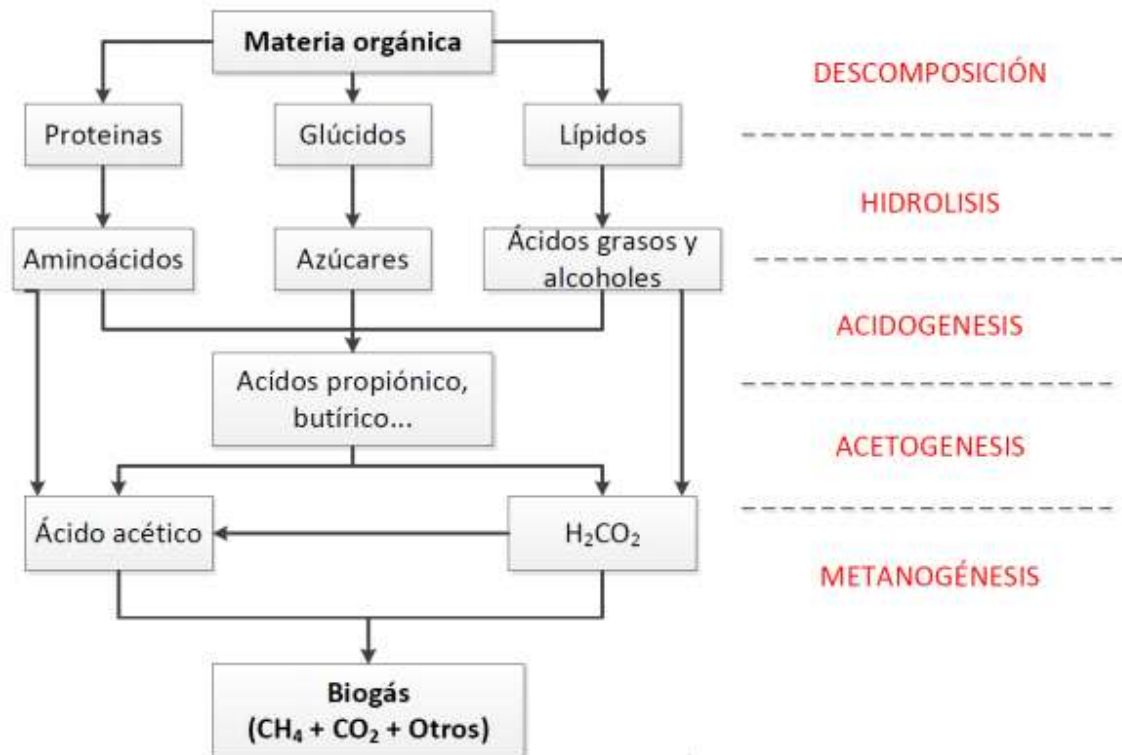 Materia orgánica
DESCOMPOSICIÓN
Proteinas
Glúcidos
Lípidos
HIDROLISIS
Aminoácidos
Azúcares
Ácidos grasos y
alcoholes
ACIDOGENESIS
Acídos propiónico,
butírico...
ACETOGENESIS
Ácido acético
H₂CO₂
METANOGÉNESIS
Biogás
(CH₄ + CO₂ + Otros)